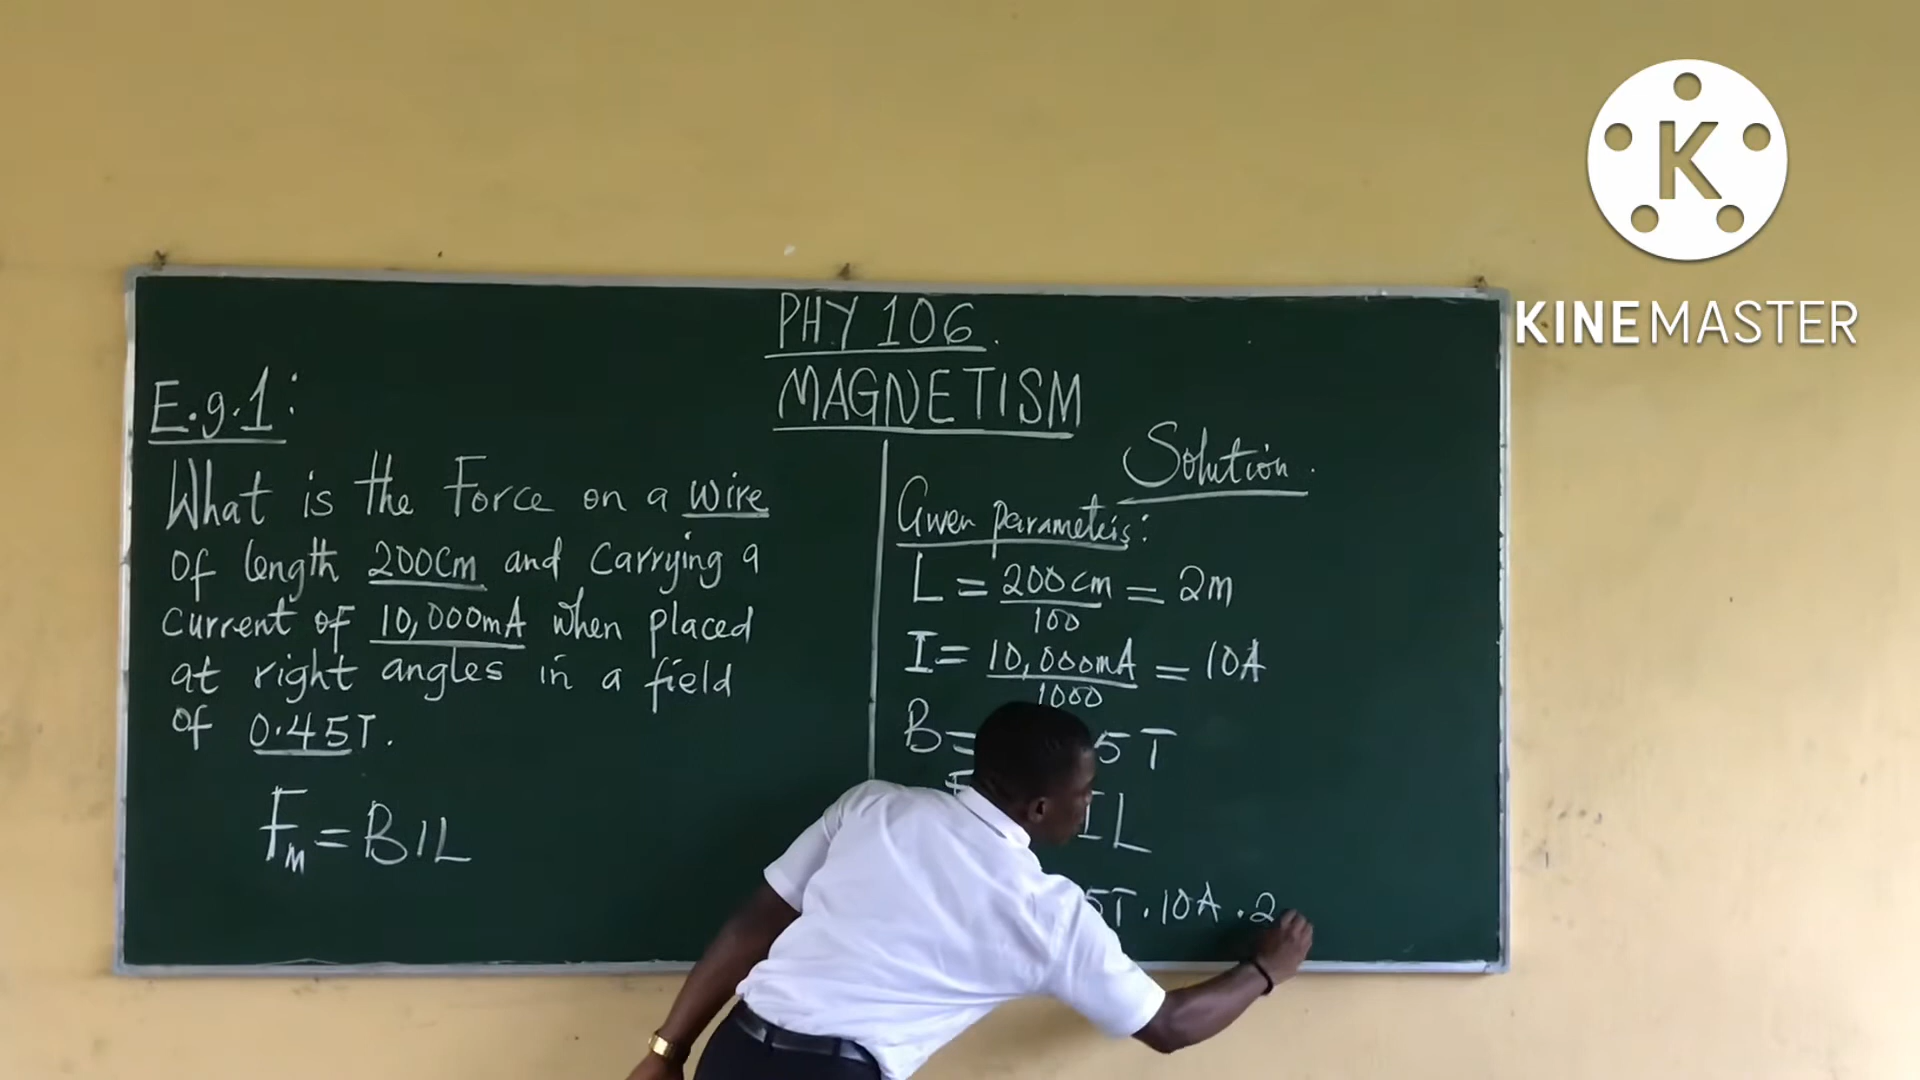 K
KINEMASTER
PHY 106.
MAGNETISM
E.g.1:
What is the Force on a wire
of length 200cm and carrying a
current of 10,000mA when placed
at right angles in a field
of 0.45T.
Fm = BIL
Solution.
Given parameters:
L = 200cm = 2m
100
I = 10,000mA = 10A
1000
B = 5 T
IL
5T . 10A . 2